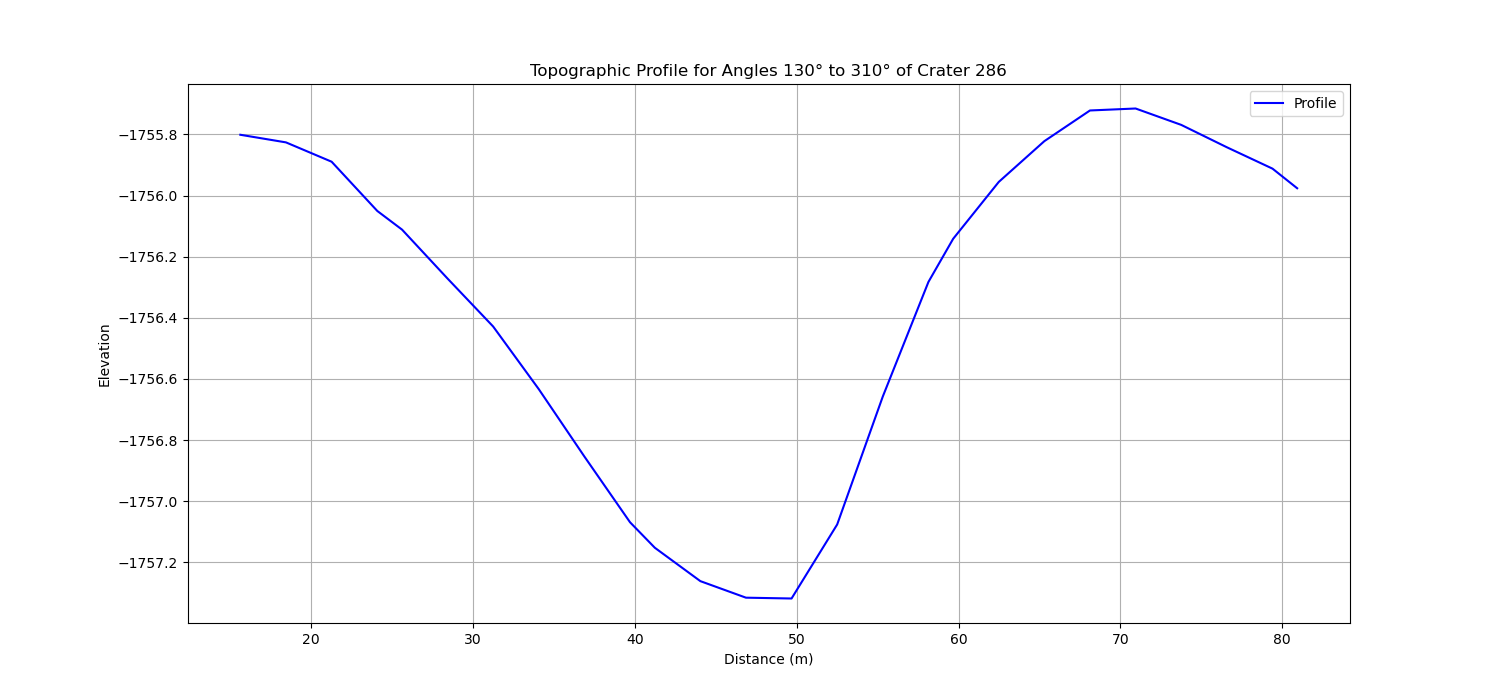 Topographic Profile for Angles 130° to 310° of Crater 286
Profile
−1755.8
−1756.0
−1756.2
−1756.4
−1756.6
−1756.8
−1757.0
−1757.2
Elevation
20 30 40 50 60 70 80
Distance (m)